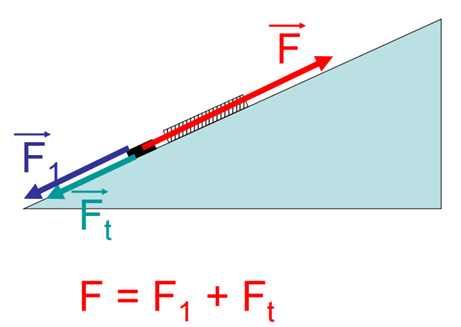 F
F₁
Fₜ
F = F₁ + Fₜ